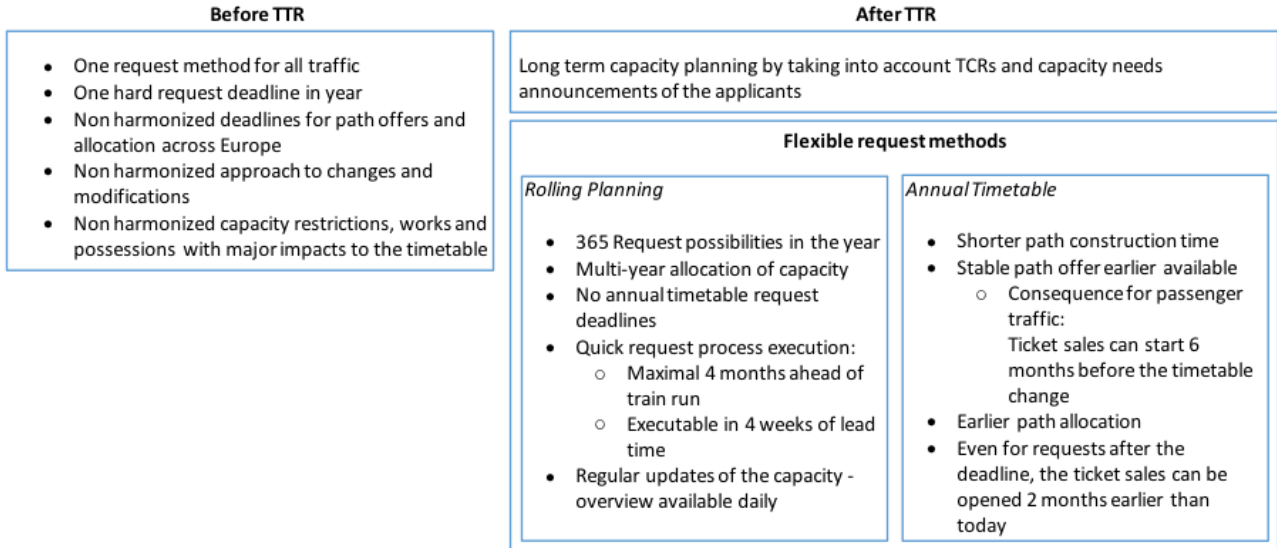 Before TTR
• One request method for all traffic
• One hard request deadline in year
• Non harmonized deadlines for path offers and
allocation across Europe
• Non harmonized approach to changes and
modifications
• Non harmonized capacity restrictions, works and
possessions with major impacts to the timetable
After TTR
Long term capacity planning by taking into account TCRs and capacity needs
announcements of the applicants
Flexible request methods
Rolling Planning
• 365 Request possibilities in the year
• Multi-year allocation of capacity
• No annual timetable request
deadlines
• Quick request process execution:
○ Maximal 4 months ahead of
train run
○ Executable in 4 weeks of lead
time
• Regular updates of the capacity -
overview available daily
Annual Timetable
• Shorter path construction time
• Stable path offer earlier available
○ Consequence for passenger
traffic:
Ticket sales can start 6
months before the timetable
change
• Earlier path allocation
• Even for requests after the
deadline, the ticket sales can be
opened 2 months earlier than
today